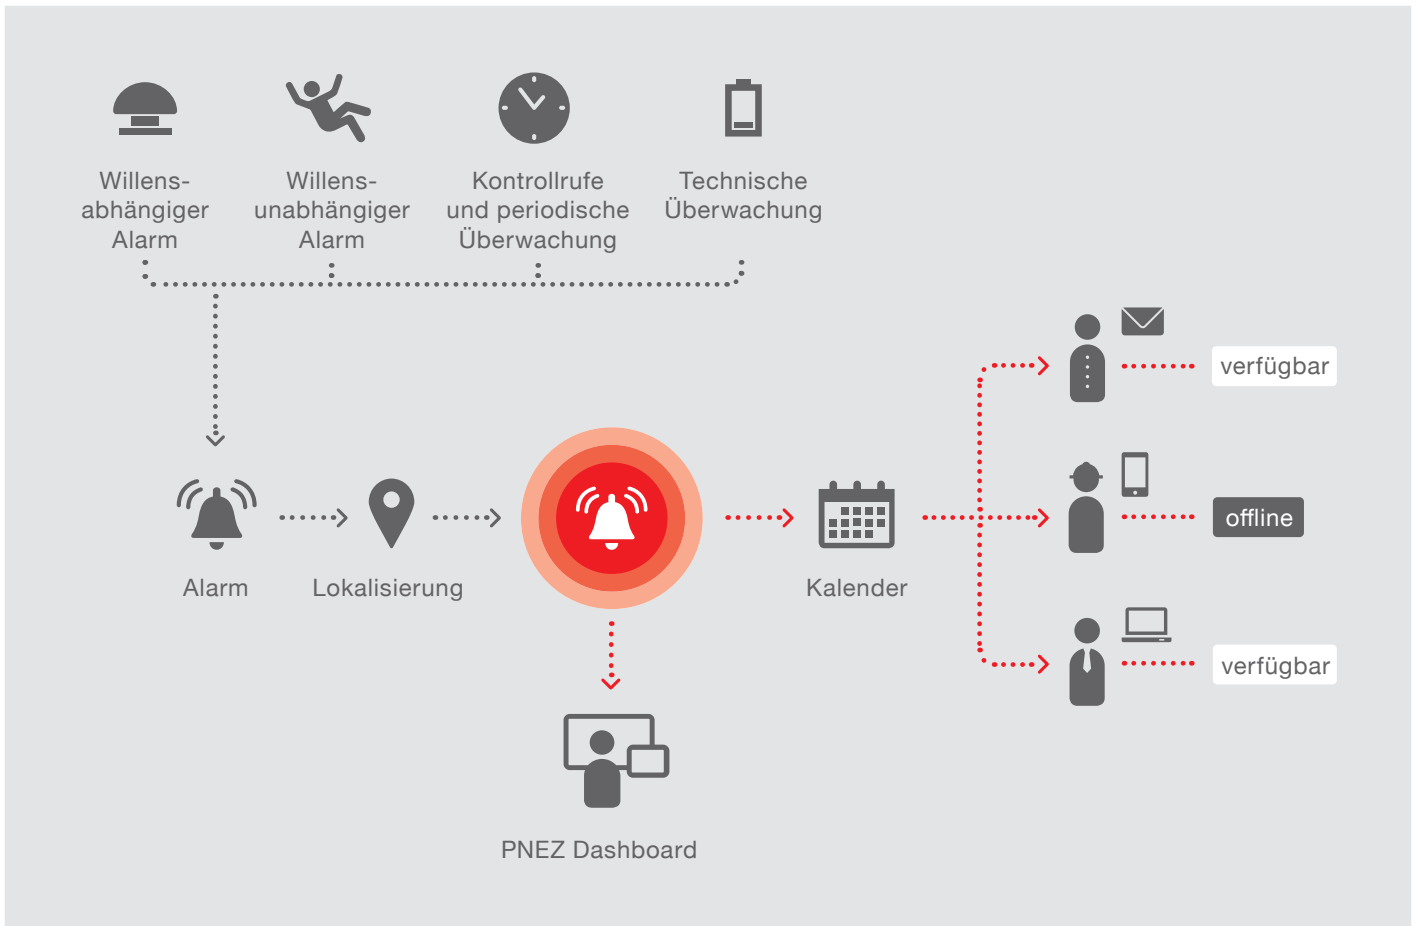 Willens-
abhängiger
Alarm
Willens-
unabhängiger
Alarm
Kontrollrufe
und periodische
Überwachung
Technische
Überwachung
verfügbar
offline
verfügbar
Alarm
Lokalisierung
Kalender
PNEZ Dashboard